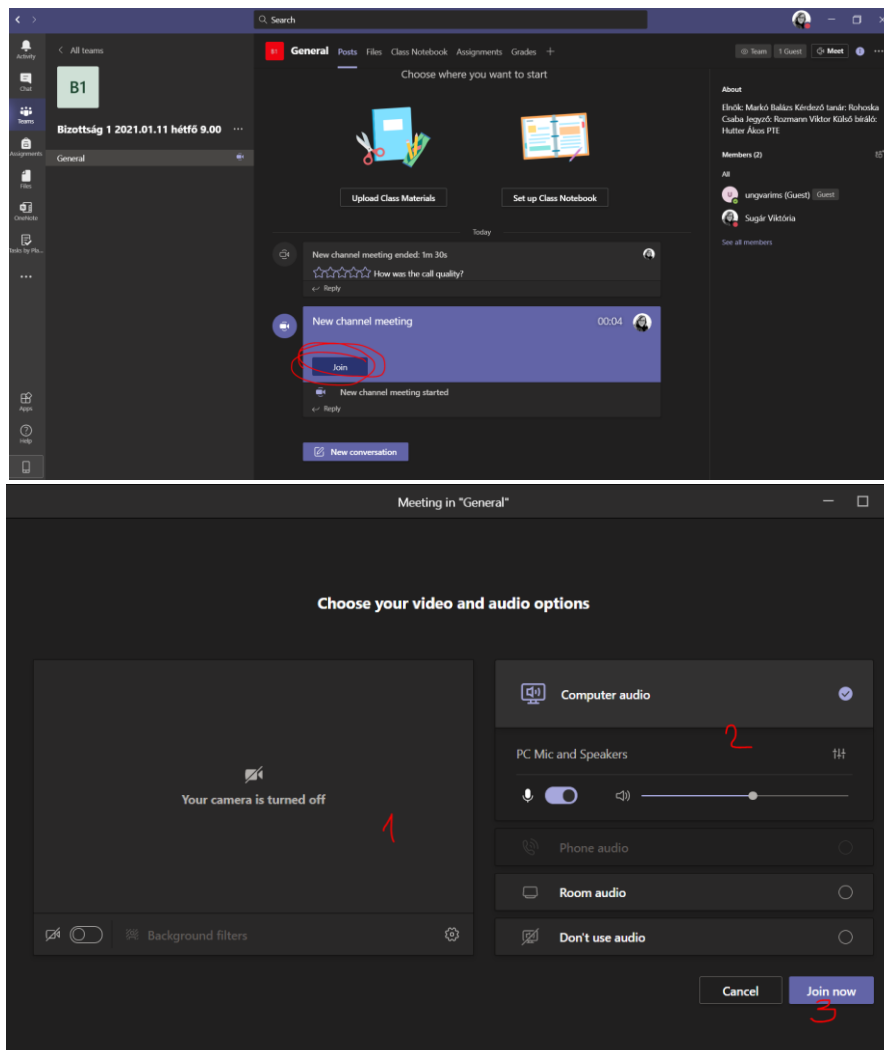 Search
Activity
Chat
Teams
Assignments
Files
OneNote
Tasks by Pla...
Apps
Help
All teams
B1
Bizottság 1 2021.01.11 hétfő 9.00
General
B1 General Posts Files Class Notebook Assignments Grades +
Team 1 Guest Meet
Choose where you want to start
Upload Class Materials Set up Class Notebook
Today
New channel meeting ended: 1m 30s
How was the call quality?
Reply
New channel meeting 00:04
Join
New channel meeting started
Reply
New conversation
About
Elnök: Markó Balázs Kérdező tanár: Rohoska
Csaba Jegyző: Rozmann Viktor Külső bíráló:
Hutter Ákos PTE
Members (2)
All
U ungvarims (Guest) Guest
Sugár Viktória
See all members
Meeting in "General"
Choose your video and audio options
Your camera is turned off
1
Background filters
Computer audio
2
PC Mic and Speakers
Phone audio
Room audio
Don't use audio
Cancel Join now
3